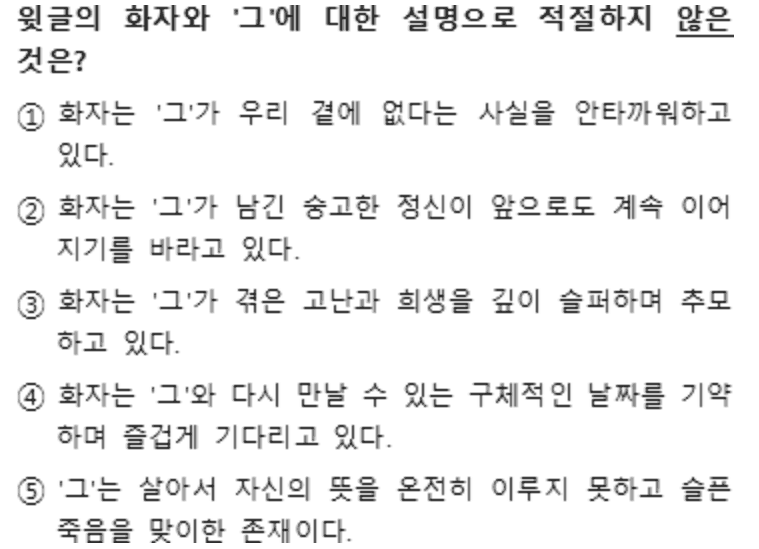 윗글의 화자와 '그'에 대한 설명으로 적절하지 않은
것은?
① 화자는 '그'가 우리 곁에 없다는 사실을 안타까워하고
있다.
② 화자는 '그'가 남긴 숭고한 정신이 앞으로도 계속 이어
지기를 바라고 있다.
③ 화자는 '그'가 겪은 고난과 희생을 깊이 슬퍼하며 추모
하고 있다.
④ 화자는 '그'와 다시 만날 수 있는 구체적인 날짜를 기약
하며 즐겁게 기다리고 있다.
⑤ '그'는 살아서 자신의 뜻을 온전히 이루지 못하고 슬픈
죽음을 맞이한 존재이다.